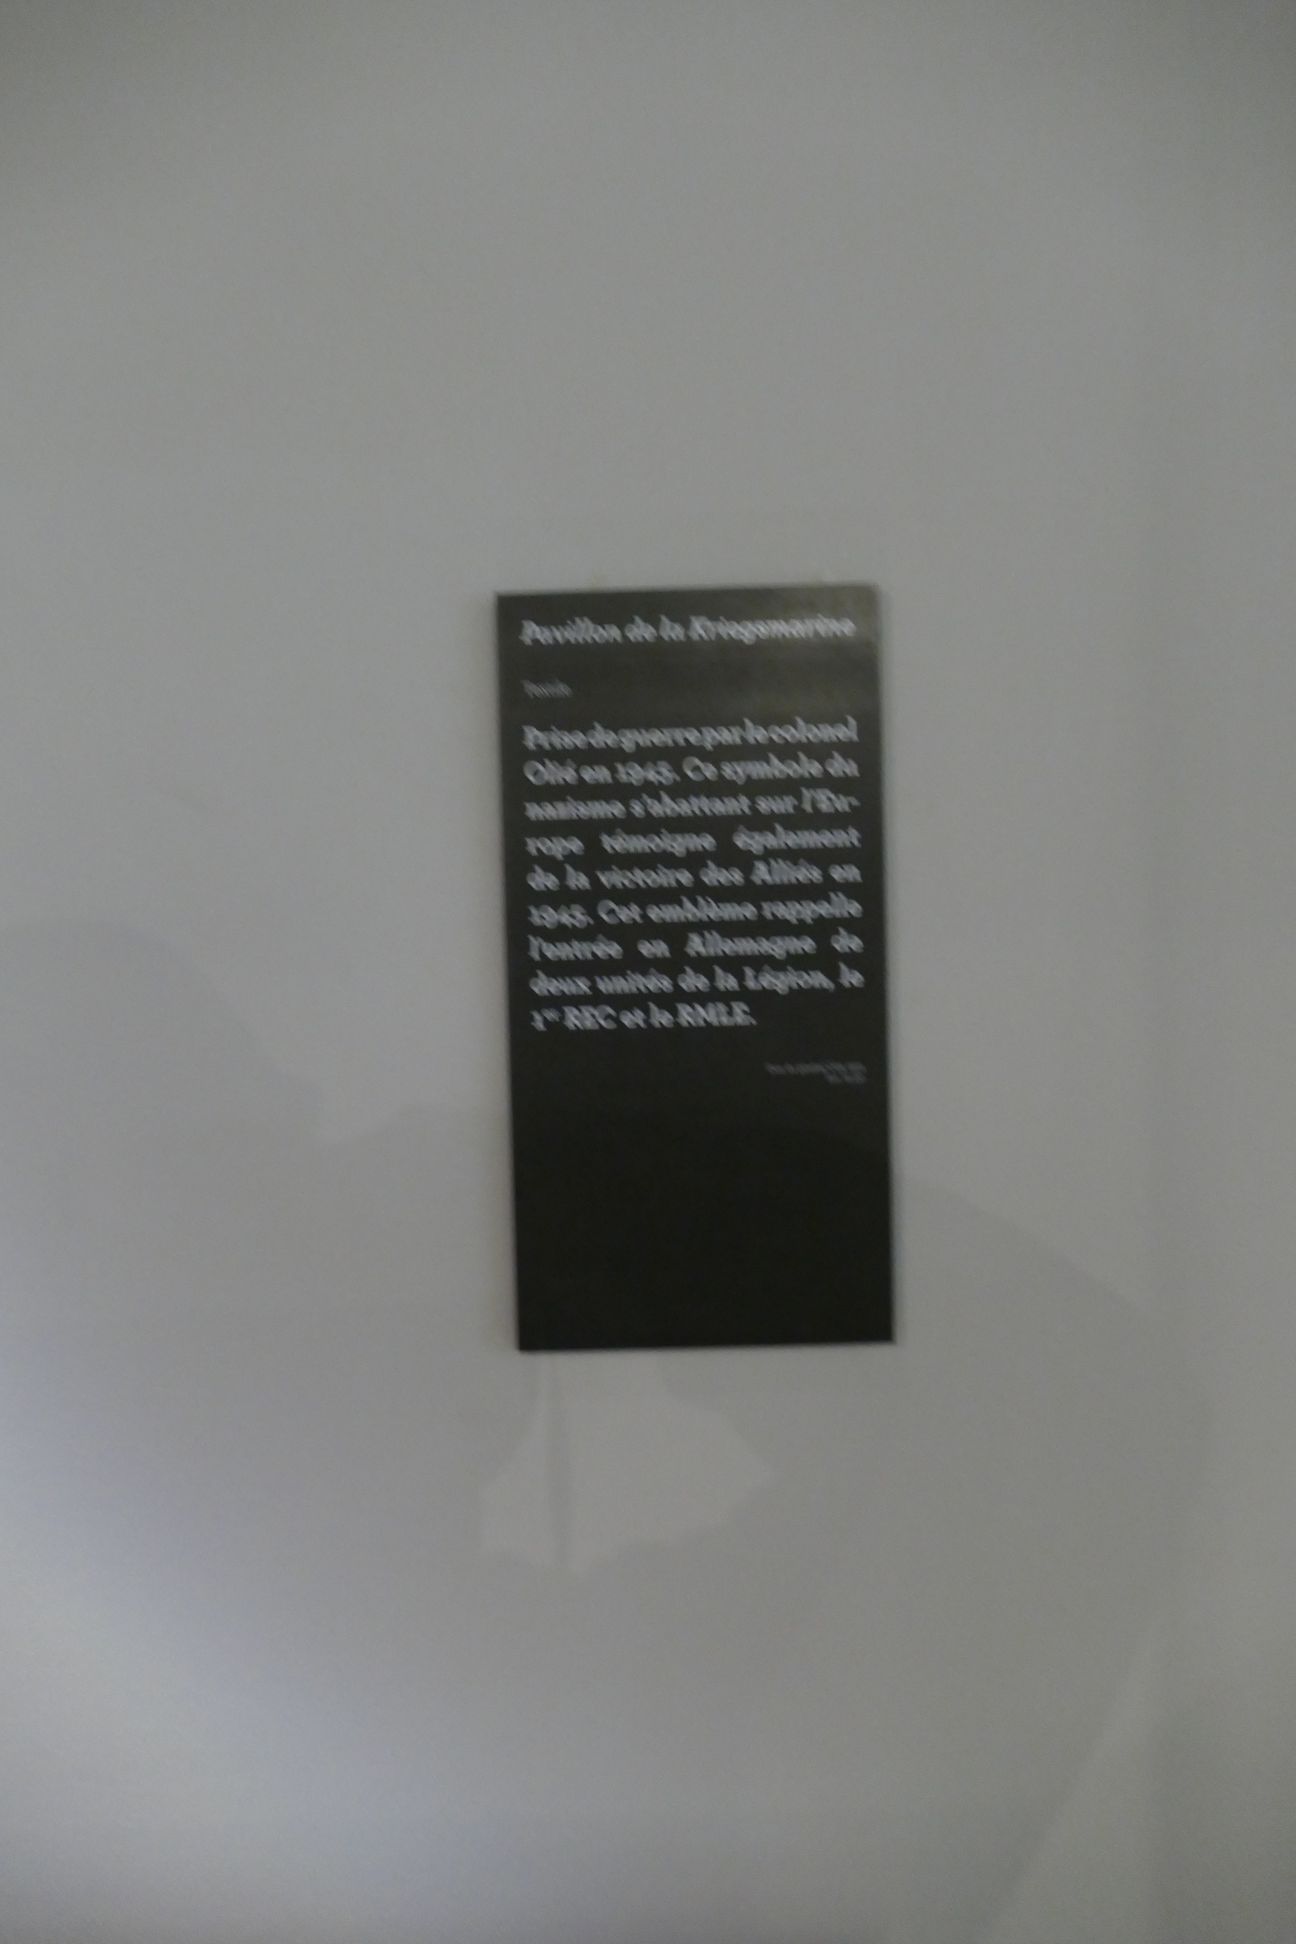 Pavillon de la Kriegsmarine
Textile
Prise de guerre par le colonel
Olié en 1945. Ce symbole du
nazisme s'abattant sur l'Eu-
rope témoigne également
de la victoire des Alliés en
1945. Cet emblème rappelle
l'entrée en Allemagne de
deux unités de la Légion, le
1er REC et le RMLE.